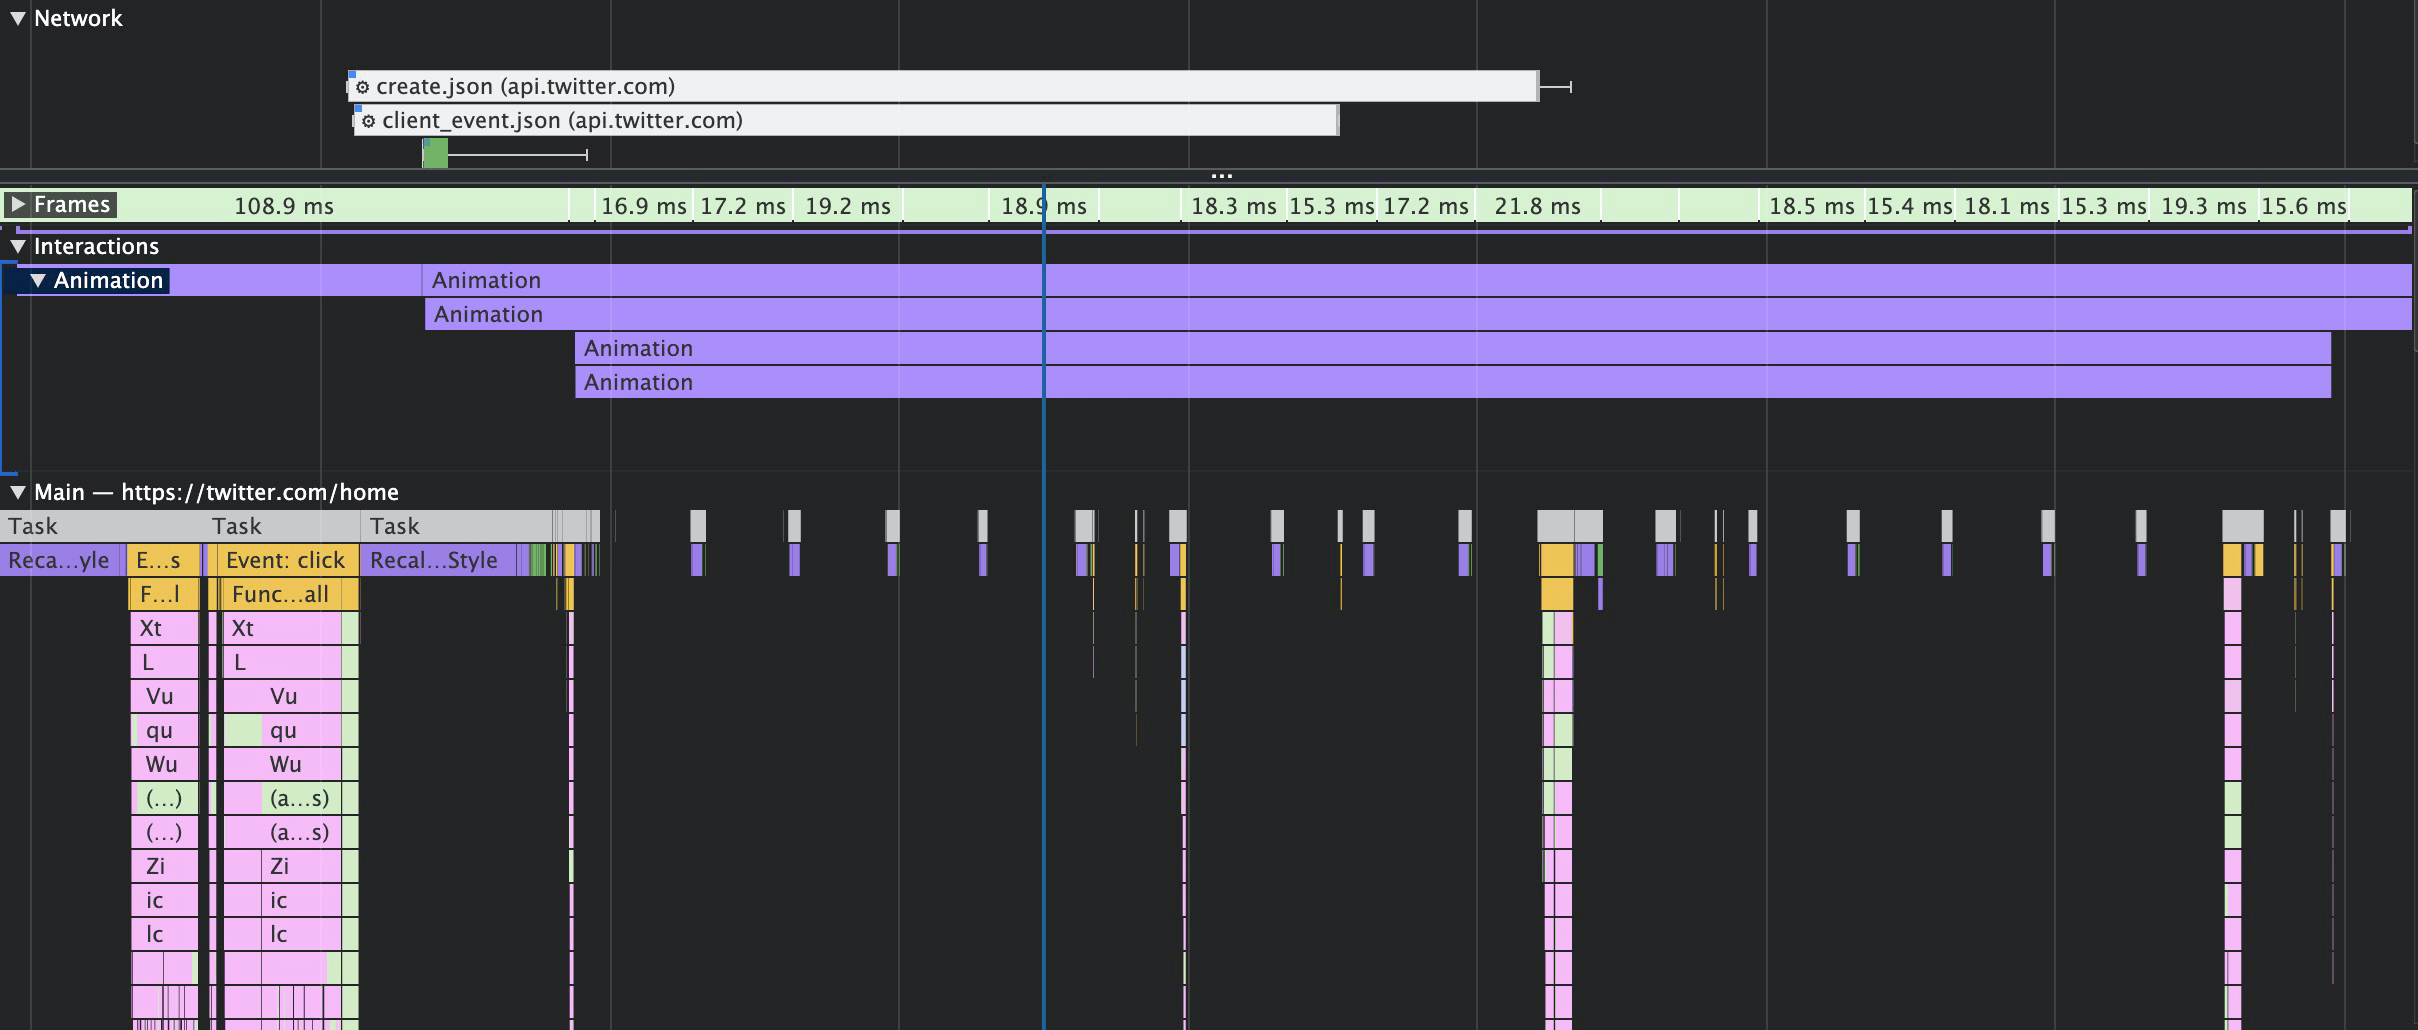 Network
create.json (api.twitter.com)
client_event.json (api.twitter.com)
...
Frames 108.9 ms 16.9 ms 17.2 ms 19.2 ms 18.9 ms 18.3 ms 15.3 ms 17.2 ms 21.8 ms 18.5 ms 15.4 ms 18.1 ms 15.3 ms 19.3 ms 15.6 ms
Interactions
Animation Animation
Animation
Animation
Animation
Main — https://twitter.com/home
Task Task Task
Reca...yle E...s Event: click Recal...Style
F...l Func...all
Xt Xt
L L
Vu Vu
qu qu
Wu Wu
(...) (a...s)
(...) (a...s)
Zi Zi
ic ic
lc lc